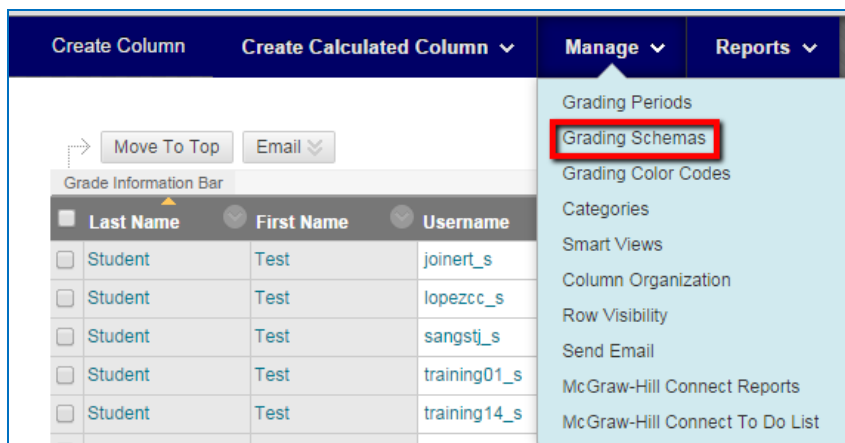 Create Column Create Calculated Column Manage Reports
Grading Periods
Grading Schemas
Grading Color Codes
Categories
Smart Views
Column Organization
Row Visibility
Send Email
McGraw-Hill Connect Reports
McGraw-Hill Connect To Do List
Move To Top Email
Grade Information Bar
Last Name First Name Username
Student Test joinert_s
Student Test lopezcc_s
Student Test sangstj_s
Student Test training01_s
Student Test training14_s